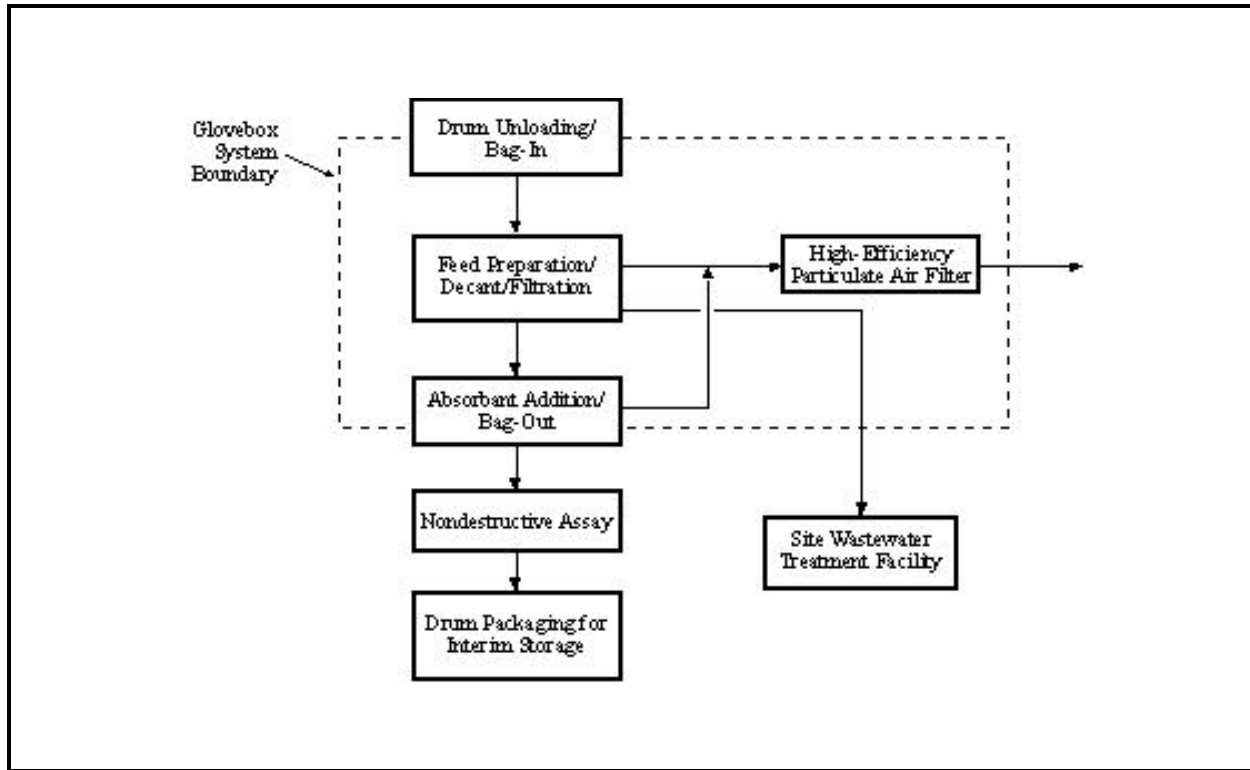 Glovebox
System
Boundary
Drum Unloading/
Bag-In
Feed Preparation/
Decant/Filtration
High-Efficiency
Particulate Air Filter
Absorbant Addition/
Bag-Out
Nondestructive Assay
Site Wastewater
Treatment Facility
Drum Packaging for
Interim Storage